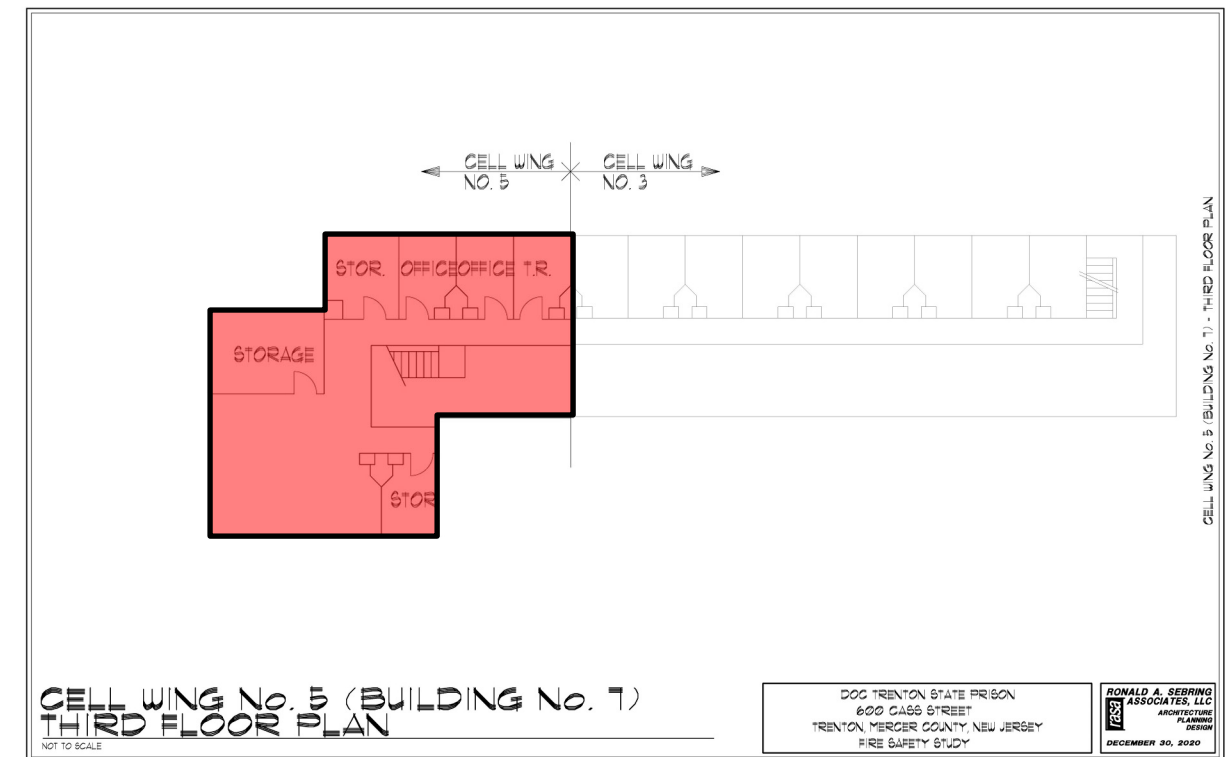 CELL WING
NO. 5
CELL WING
NO. 3
STOR. OFFICE OFFICE T.R.
STORAGE
STOR
CELL WING No. 5 (BUILDING No. 7) - THIRD FLOOR PLAN
CELL WING No. 5 (BUILDING No. 7)
THIRD FLOOR PLAN
NOT TO SCALE
DOC TRENTON STATE PRISON
600 CASS STREET
TRENTON, MERCER COUNTY, NEW JERSEY
FIRE SAFETY STUDY
rasa
RONALD A. SEBRING
ASSOCIATES, LLC
ARCHITECTURE
PLANNING
DESIGN
DECEMBER 30, 2020